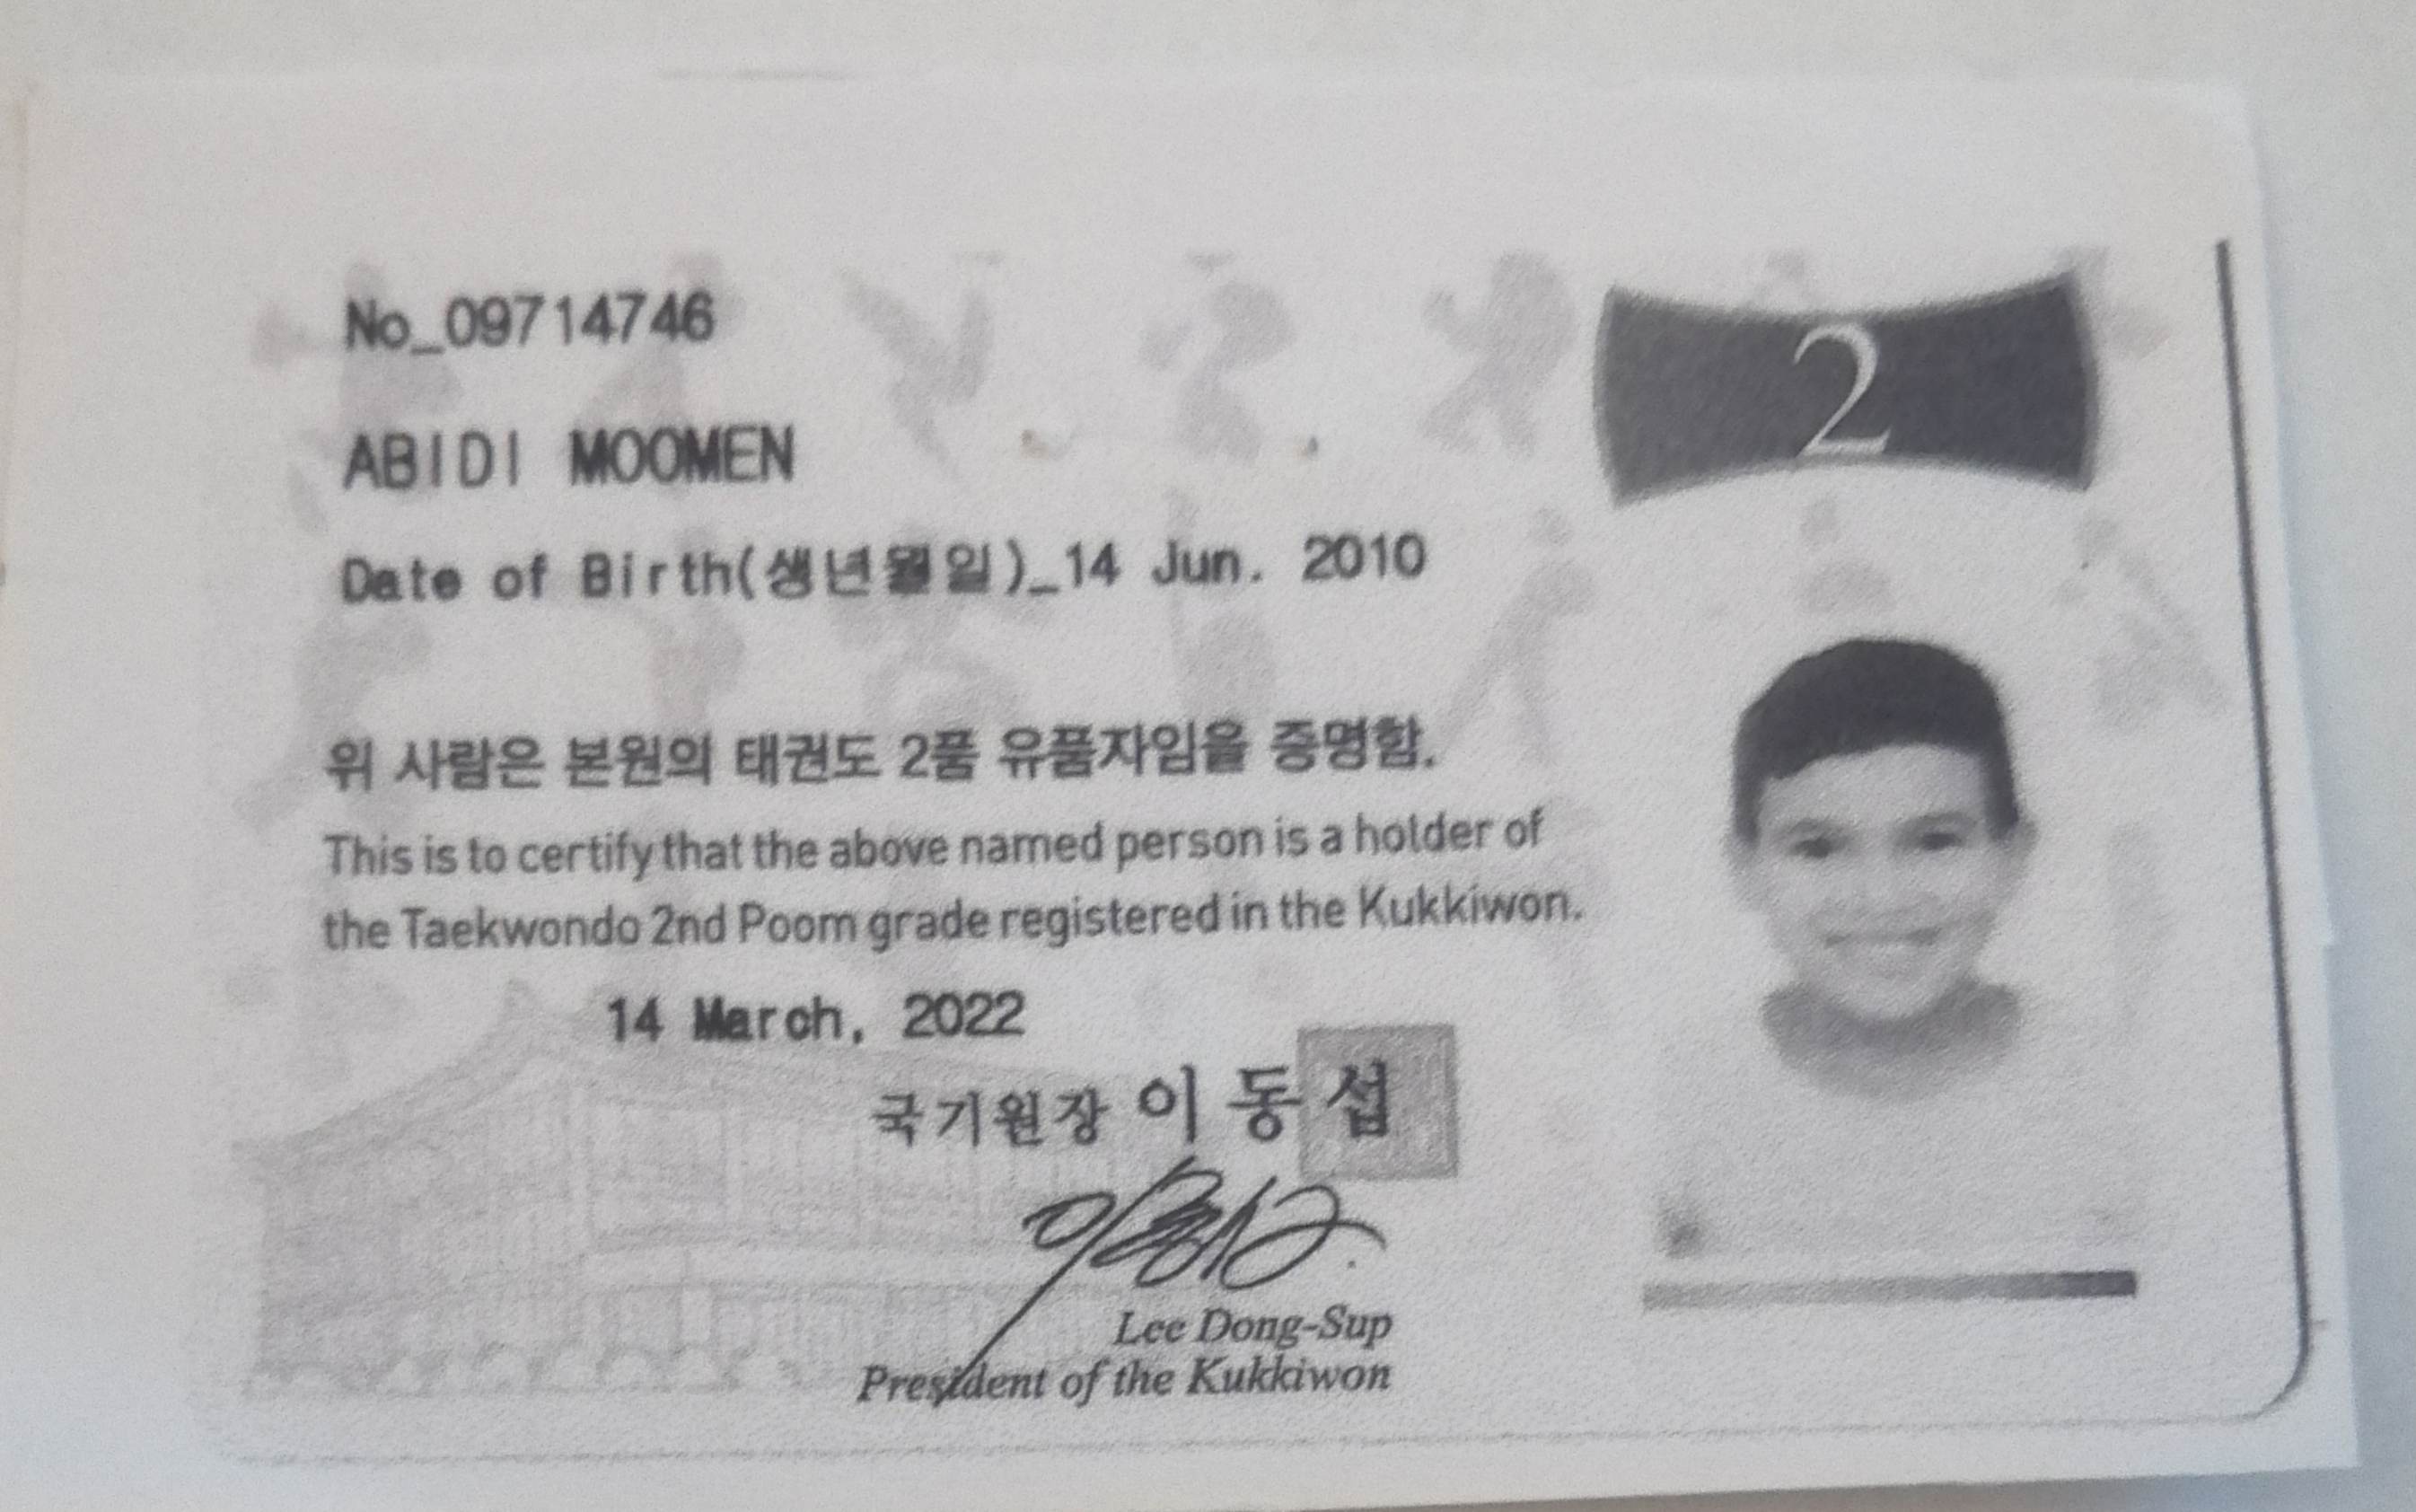 No_09714746
2
ABIDI MOOMEN
Date of Birth(생년월일)_14 Jun. 2010
위 사람은 본원의 태권도 2품 유품자임을 증명함.
This is to certify that the above named person is a holder of
the Taekwondo 2nd Poom grade registered in the Kukkiwon.
14 March, 2022
국기원장 이동섭
Lee Dong-Sup
President of the Kukkiwon